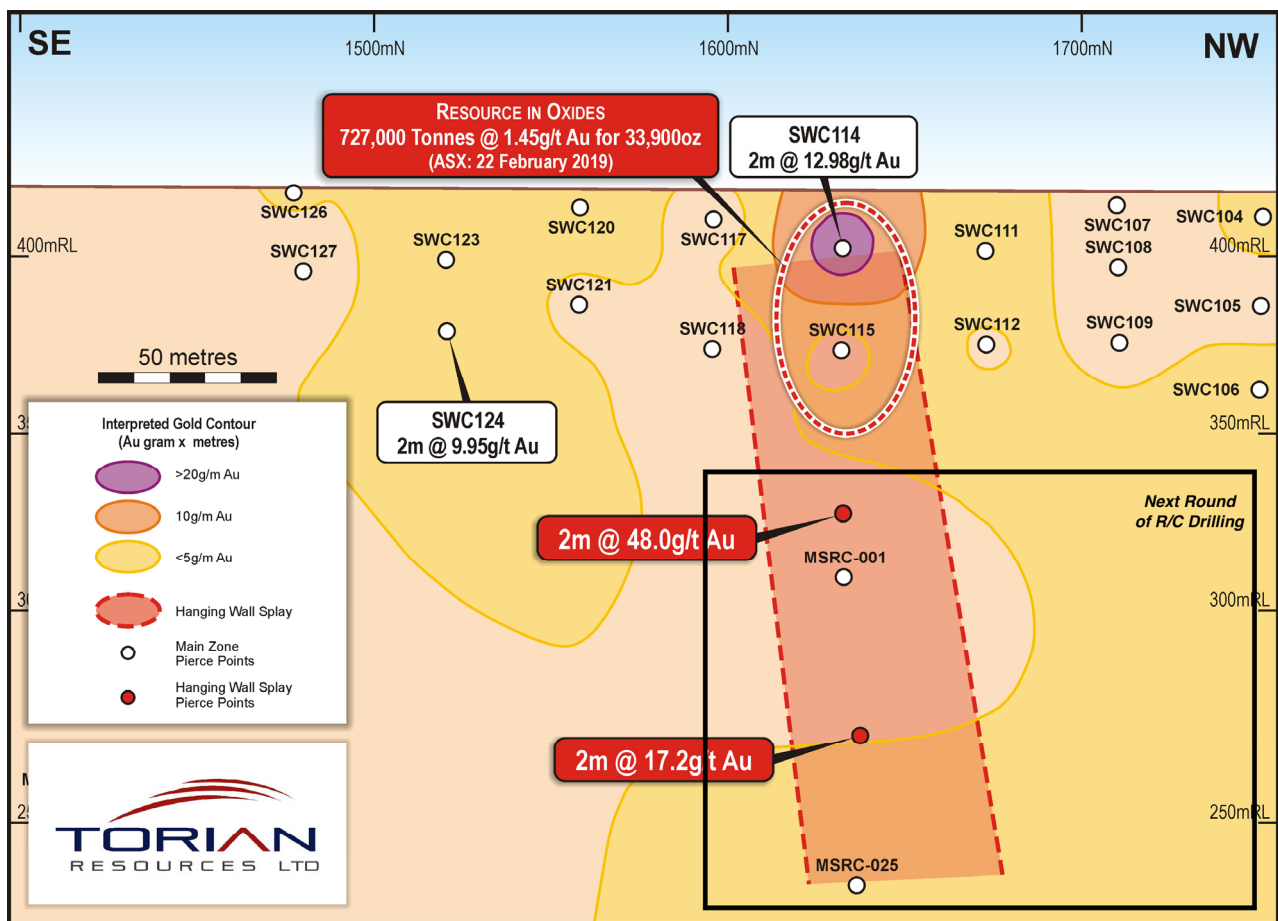 SE
1500mN
1600mN
1700mN
NW
RESOURCE IN OXIDES
727,000 Tonnes @ 1.45g/t Au for 33,900oz
(ASX: 22 February 2019)
SWC114
2m @ 12.98g/t Au
SWC126
SWC120
SWC117
SWC107
SWC104
SWC127
SWC123
SWC111
SWC108
400mRL
400mRL
SWC121
SWC105
SWC118
SWC115
SWC112
SWC109
50 metres
SWC106
SWC124
2m @ 9.95g/t Au
350mRL
Interpreted Gold Contour
(Au gram x metres)
>20g/m Au
10g/m Au
<5g/m Au
Hanging Wall Splay
Main Zone
Pierce Points
Hanging Wall Splay
Pierce Points
Next Round
of R/C Drilling
2m @ 48.0g/t Au
MSRC-001
300mRL
2m @ 17.2g/t Au
250mRL
MSRC-025
TORIAN
RESOURCES LTD